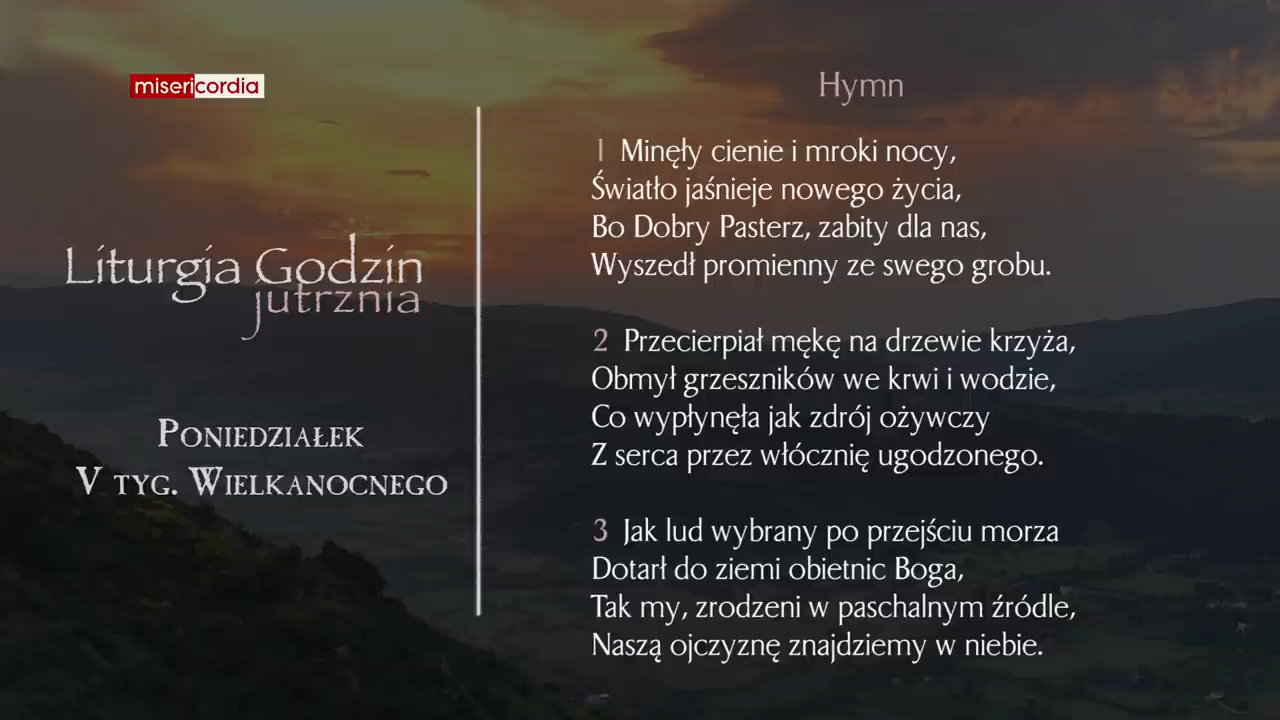 misericordia
Liturgia Godzin
jutrznia
Poniedziałek
V tyg. Wielkanocnego
Hymn
1 Minęły cienie i mroki nocy,
Światło jaśnieje nowego życia,
Bo Dobry Pasterz, zabity dla nas,
Wyszedł promienny ze swego grobu.
2 Przecierpiał mękę na drzewie krzyża,
Obmył grzeszników we krwi i wodzie,
Co wypłynęła jak zdrój ożywczy
Z serca przez włócznię ugodzonego.
3 Jak lud wybrany po przejściu morza
Dotarł do ziemi obietnic Boga,
Tak my, zrodzeni w paschalnym źródle,
Naszą ojczyznę znajdziemy w niebie.